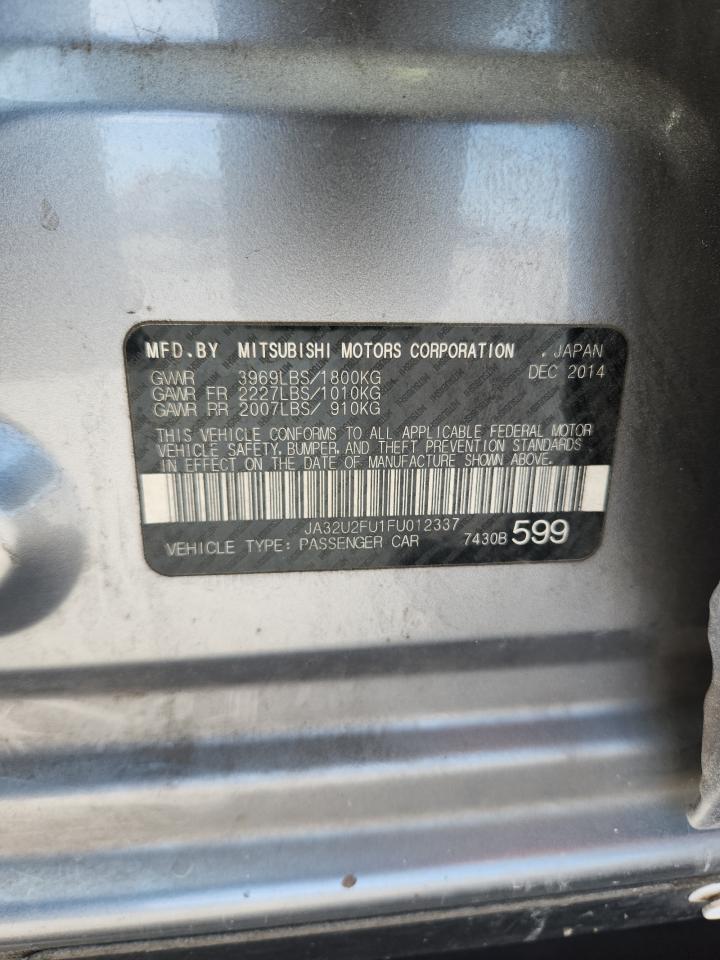 MFD.BY MITSUBISHI MOTORS CORPORATION . JAPAN
GVWR 3969LBS/1800KG DEC 2014
GAWR FR 2227LBS/1010KG
GAWR RR 2007LBS/ 910KG
THIS VEHICLE CONFORMS TO ALL APPLICABLE FEDERAL MOTOR
VEHICLE SAFETY, BUMPER, AND THEFT PREVENTION STANDARDS
IN EFFECT ON THE DATE OF MANUFACTURE SHOWN ABOVE.
JA32U2FU1FU012337
VEHICLE TYPE: PASSENGER CAR 7430B 599